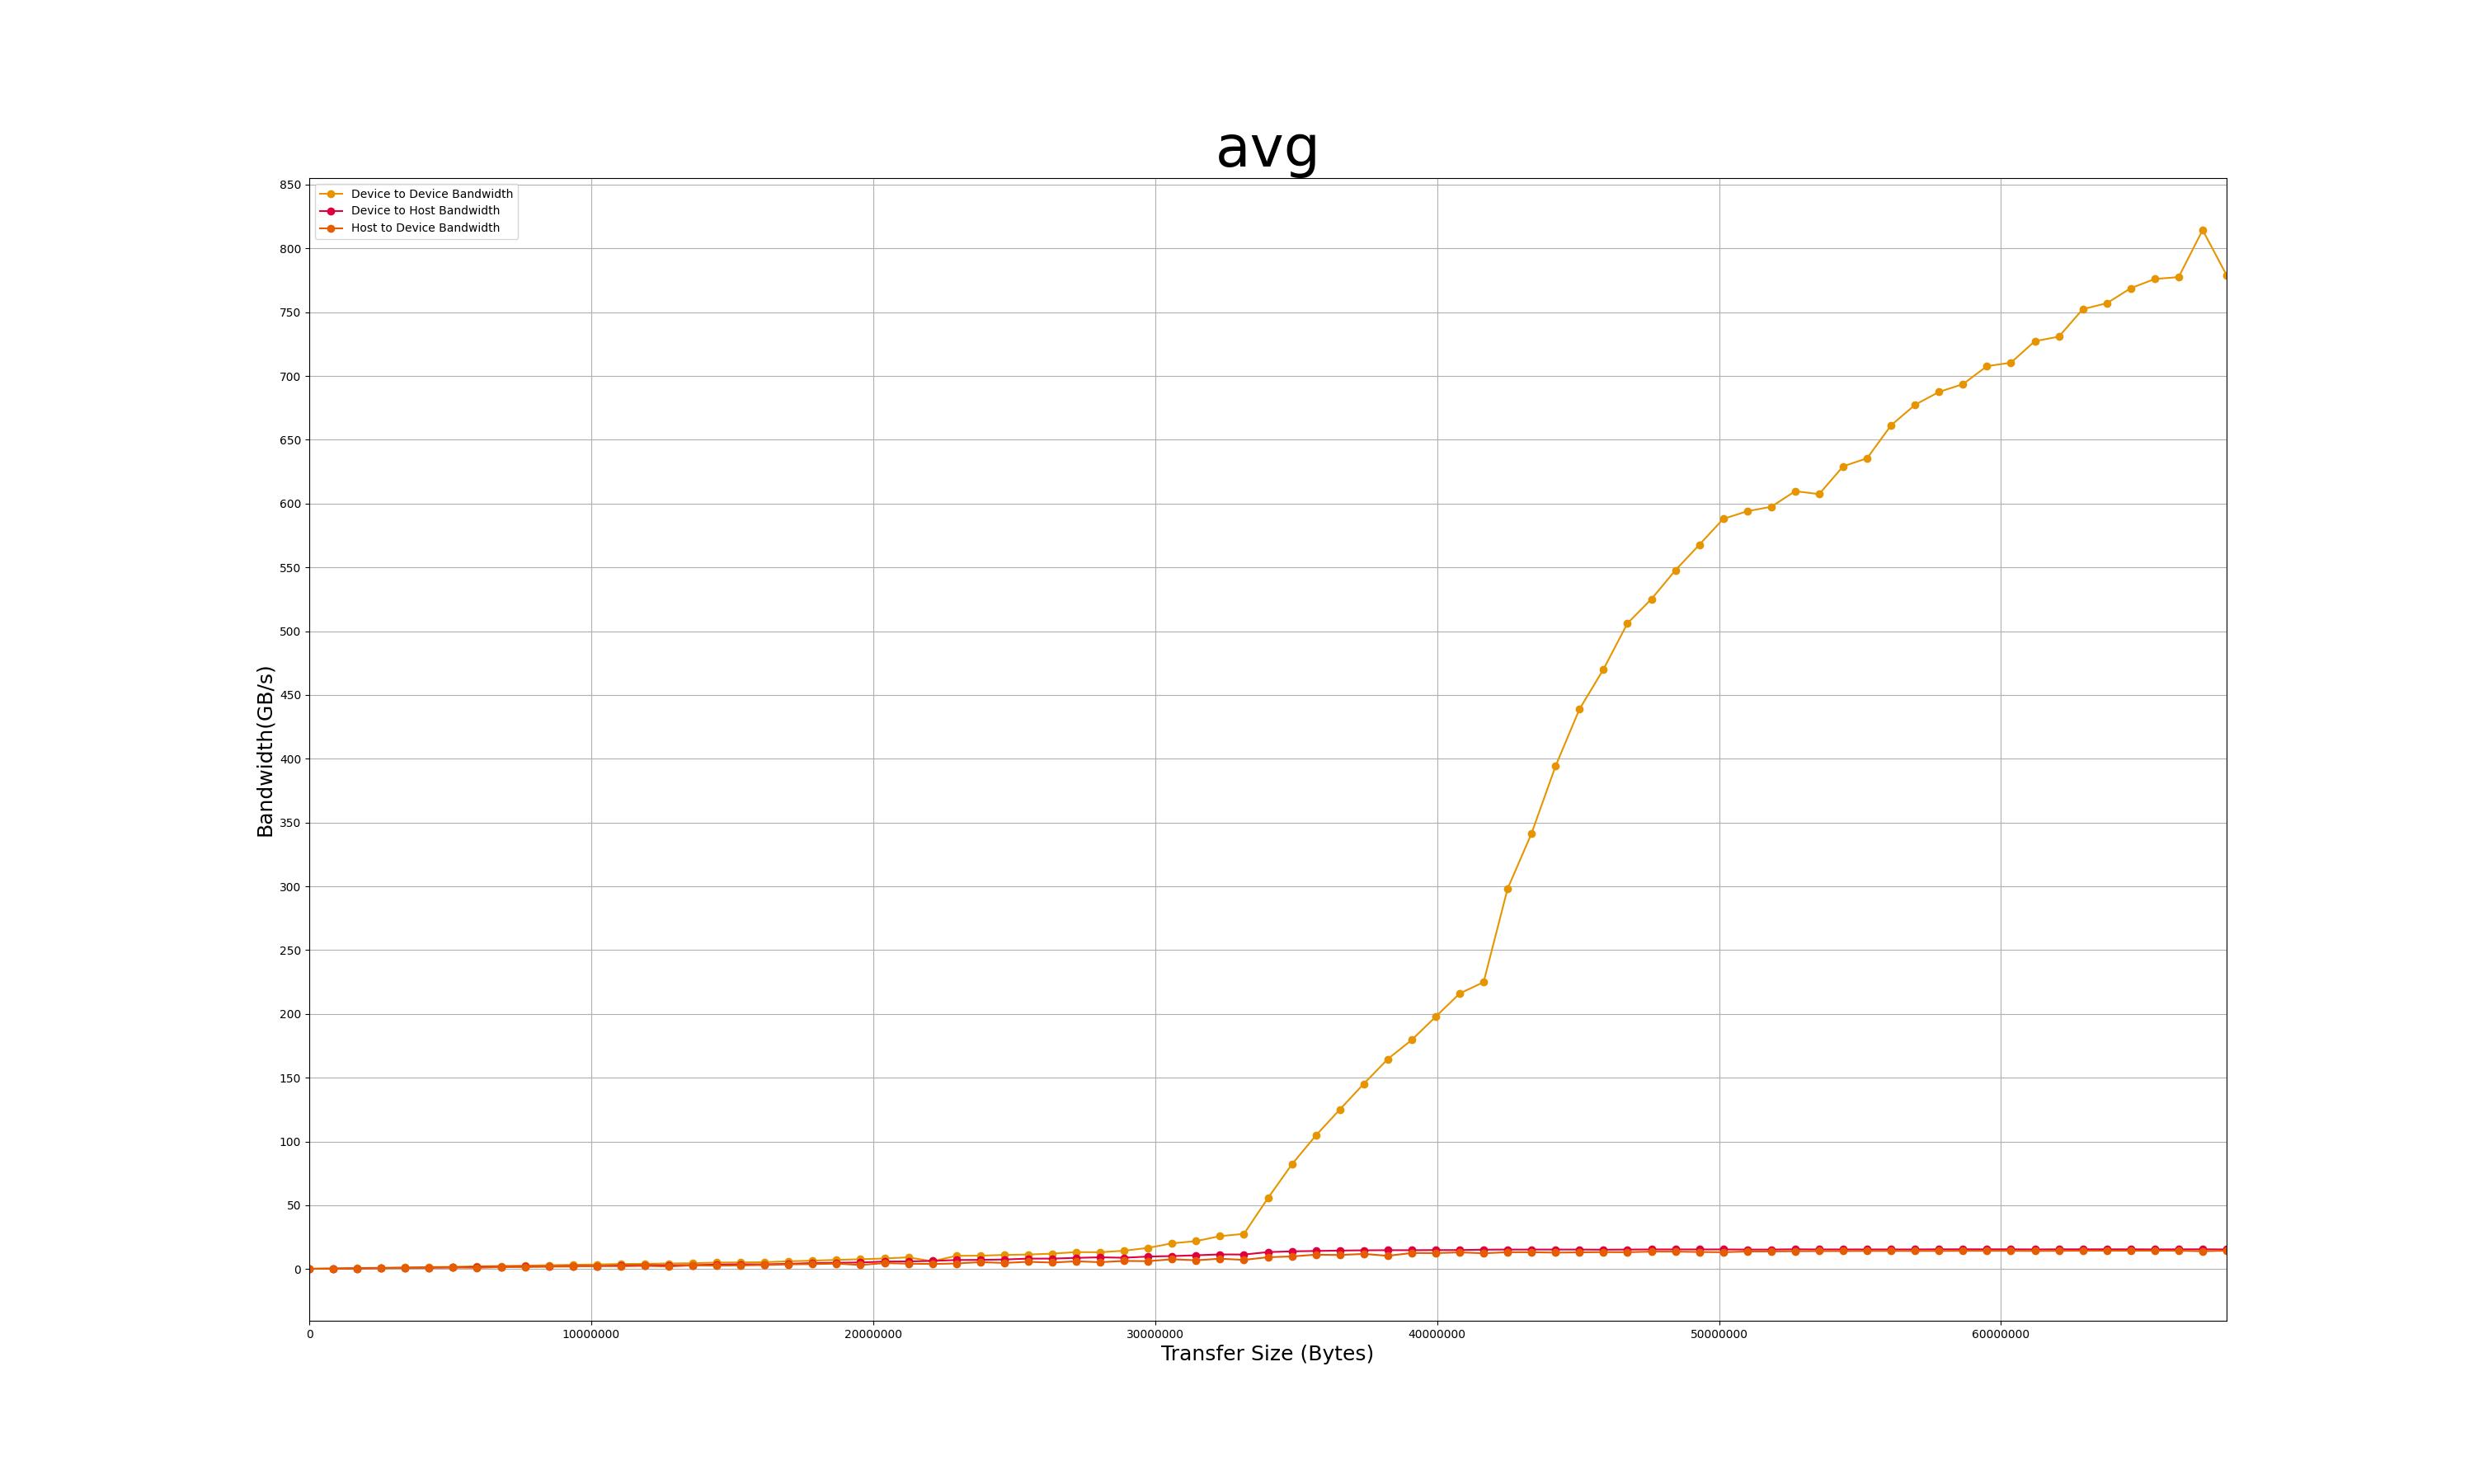 avg
Device to Device Bandwidth
Device to Host Bandwidth
Host to Device Bandwidth
850
800
750
700
650
600
550
500
450
400
350
300
250
200
150
100
50
0
Bandwidth(GB/s)
0 10000000 20000000 30000000 40000000 50000000 60000000
Transfer Size (Bytes)